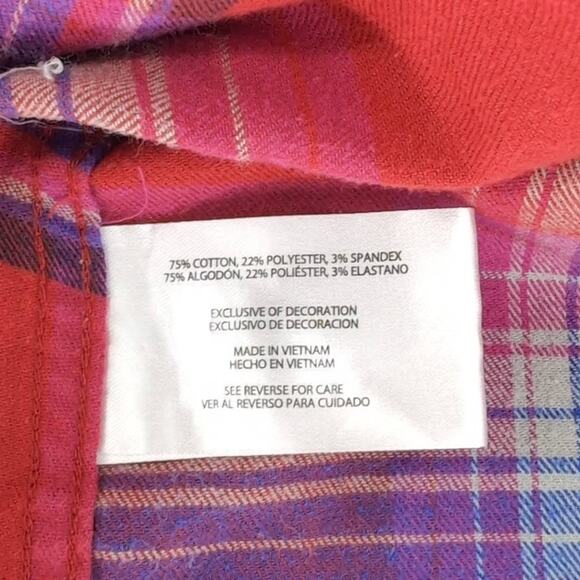 75% COTTON, 22% POLYESTER, 3% SPANDEX
75% ALGODÓN, 22% POLIÉSTER, 3% ELASTANO
EXCLUSIVE OF DECORATION
EXCLUSIVO DE DECORACION
MADE IN VIETNAM
HECHO EN VIETNAM
SEE REVERSE FOR CARE
VER AL REVERSO PARA CUIDADO